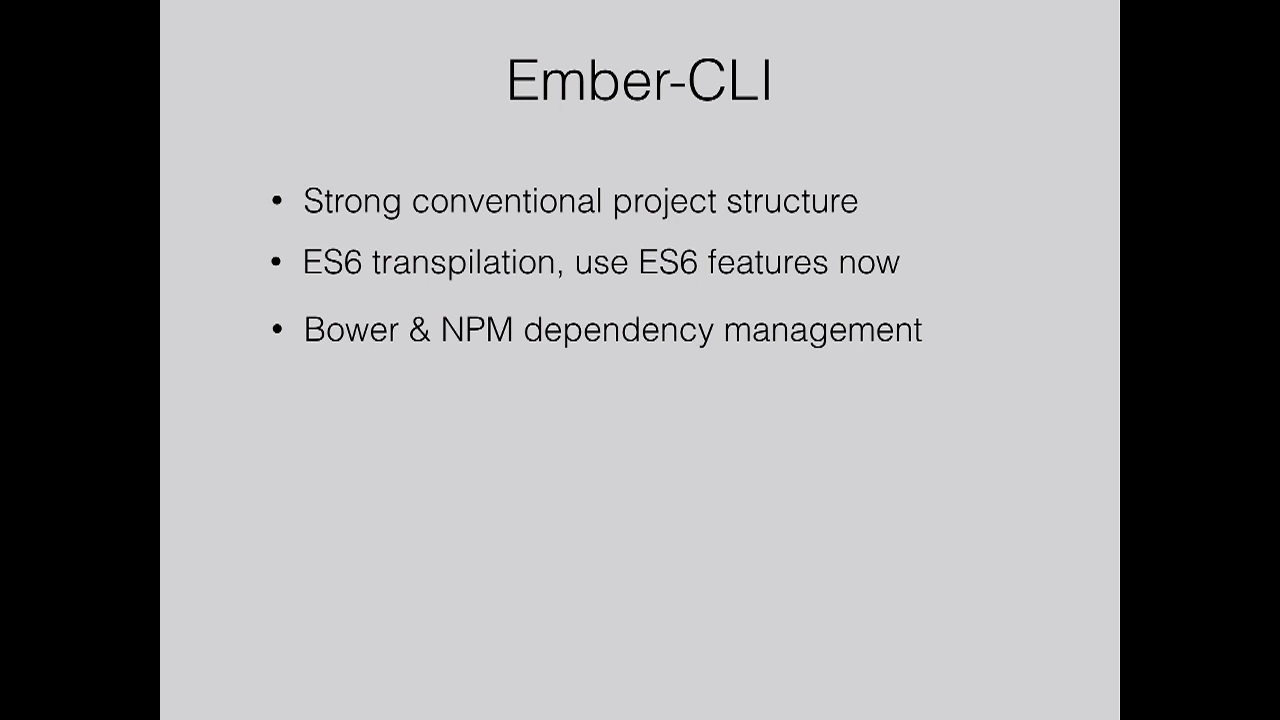 Ember-CLI
• Strong conventional project structure
• ES6 transpilation, use ES6 features now
• Bower & NPM dependency management